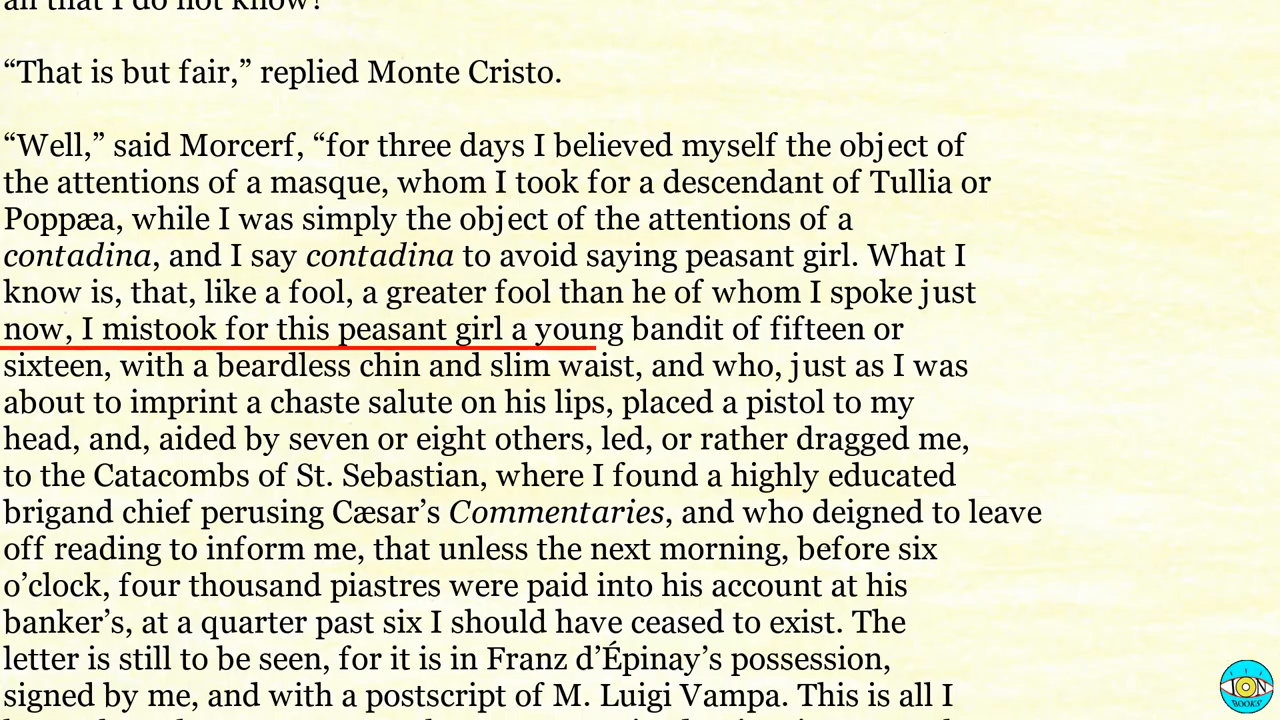 all that I do not know?
“That is but fair,” replied Monte Cristo.
“Well,” said Morcerf, “for three days I believed myself the object of
the attentions of a masque, whom I took for a descendant of Tullia or
Poppæa, while I was simply the object of the attentions of a
contadina, and I say contadina to avoid saying peasant girl. What I
know is, that, like a fool, a greater fool than he of whom I spoke just
now, I mistook for this peasant girl a young bandit of fifteen or
sixteen, with a beardless chin and slim waist, and who, just as I was
about to imprint a chaste salute on his lips, placed a pistol to my
head, and, aided by seven or eight others, led, or rather dragged me,
to the Catacombs of St. Sebastian, where I found a highly educated
brigand chief perusing Cæsar’s Commentaries, and who deigned to leave
off reading to inform me, that unless the next morning, before six
o’clock, four thousand piastres were paid into his account at his
banker’s, at a quarter past six I should have ceased to exist. The
letter is still to be seen, for it is in Franz d’Épinay’s possession,
signed by me, and with a postscript of M. Luigi Vampa. This is all I
ION
BOOKS